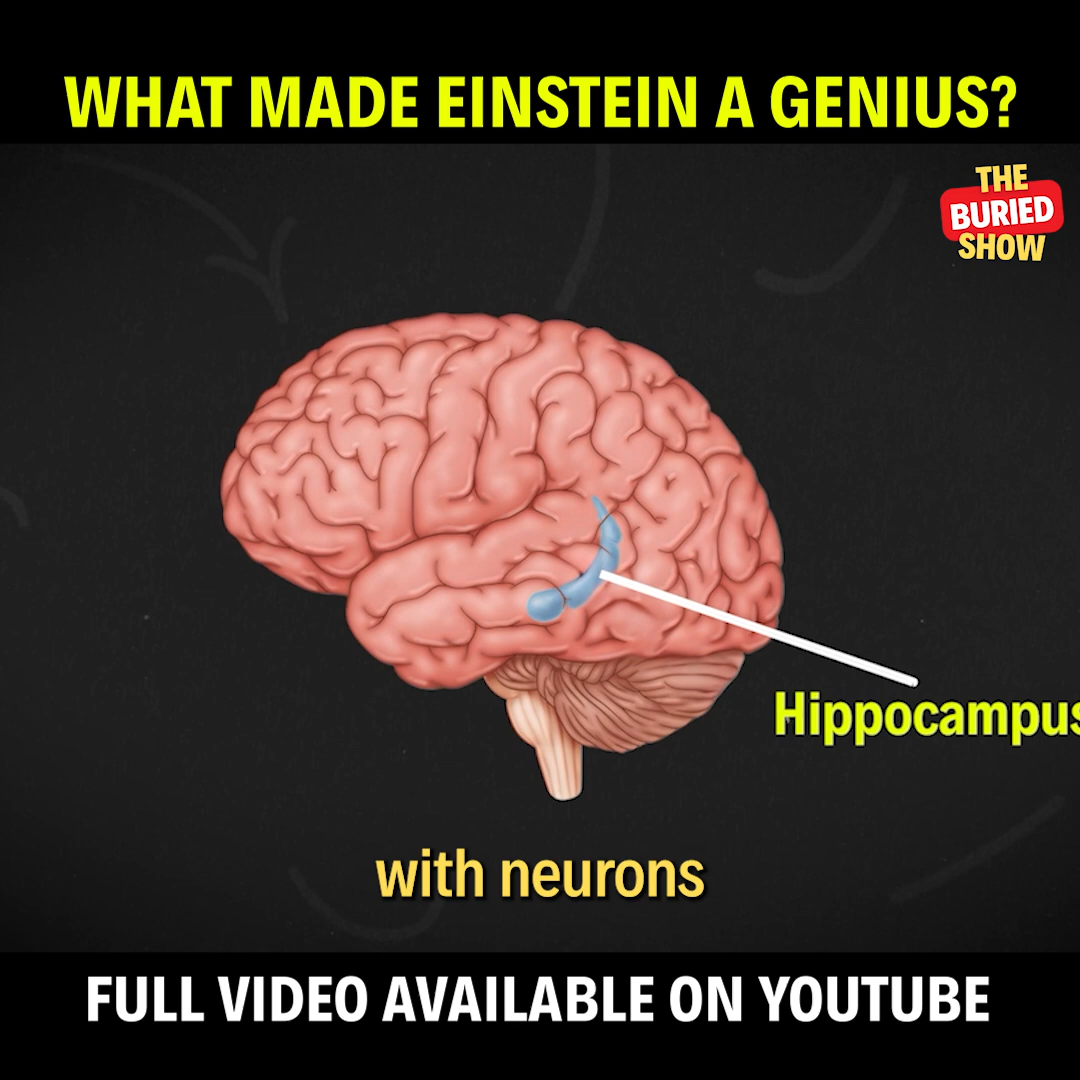 WHAT MADE EINSTEIN A GENIUS?
THE
BURIED
SHOW
Hippocampus
with neurons
FULL VIDEO AVAILABLE ON YOUTUBE